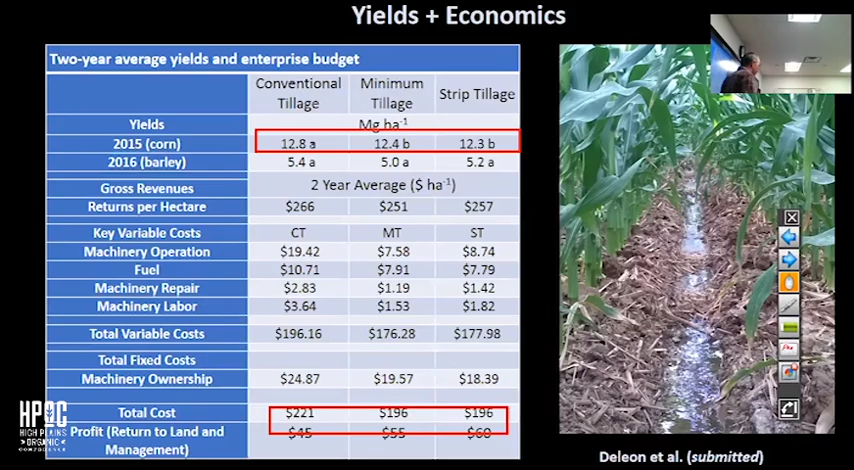 Yields + Economics
Two-year average yields and enterprise budget
Conventional Tillage Minimum Tillage Strip Tillage
Yields Mg ha-1
2015 (corn) 12.8 a 12.4 b 12.3 b
2016 (barley) 5.4 a 5.0 a 5.2 a
Gross Revenues 2 Year Average ($ ha-1)
Returns per Hectare $266 $251 $257
Key Variable Costs CT MT ST
Machinery Operation $19.42 $7.58 $8.74
Fuel $10.71 $7.91 $7.79
Machinery Repair $2.83 $1.19 $1.42
Machinery Labor $3.64 $1.53 $1.82
Total Variable Costs $196.16 $176.28 $177.98
Total Fixed Costs
Machinery Ownership $24.87 $19.57 $18.39
Total Cost $221 $196 $196
Profit (Return to Land and Management) $45 $55 $60
HPOC
HIGH PLAINS
ORGANIC
CONFERENCE
Deleon et al. (submitted)